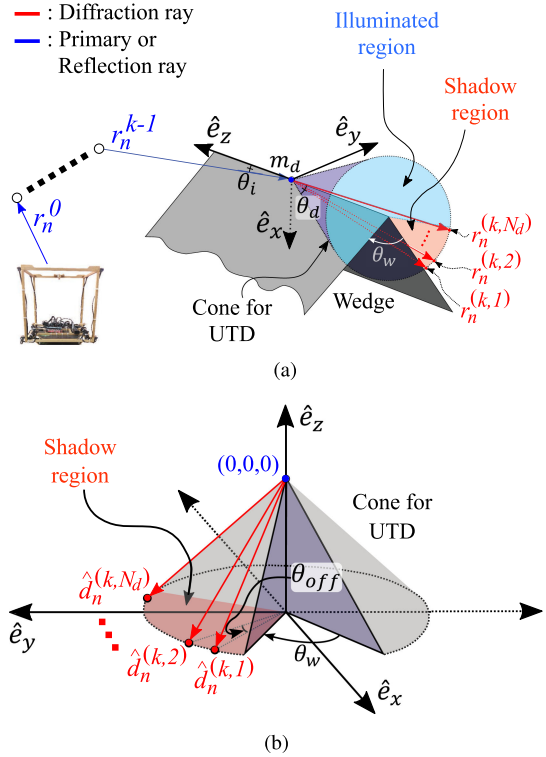 : Diffraction ray
: Primary or
Reflection ray
Illuminated
region
Shadow
region
r_n^{k-1}
ê_z
ê_y
m_d
θ_i
θ_d
r_n^0
ê_x
θ_w
r_n^{(k,N_d)}
r_n^{(k,2)}
r_n^{(k,1)}
Cone for
UTD
Wedge
(a)
ê_z
Shadow
region
(0,0,0)
Cone for
UTD
θ_{off}
d̂_n^{(k,N_d)}
ê_y
d̂_n^{(k,2)}
d̂_n^{(k,1)}
θ_w
ê_x
(b)